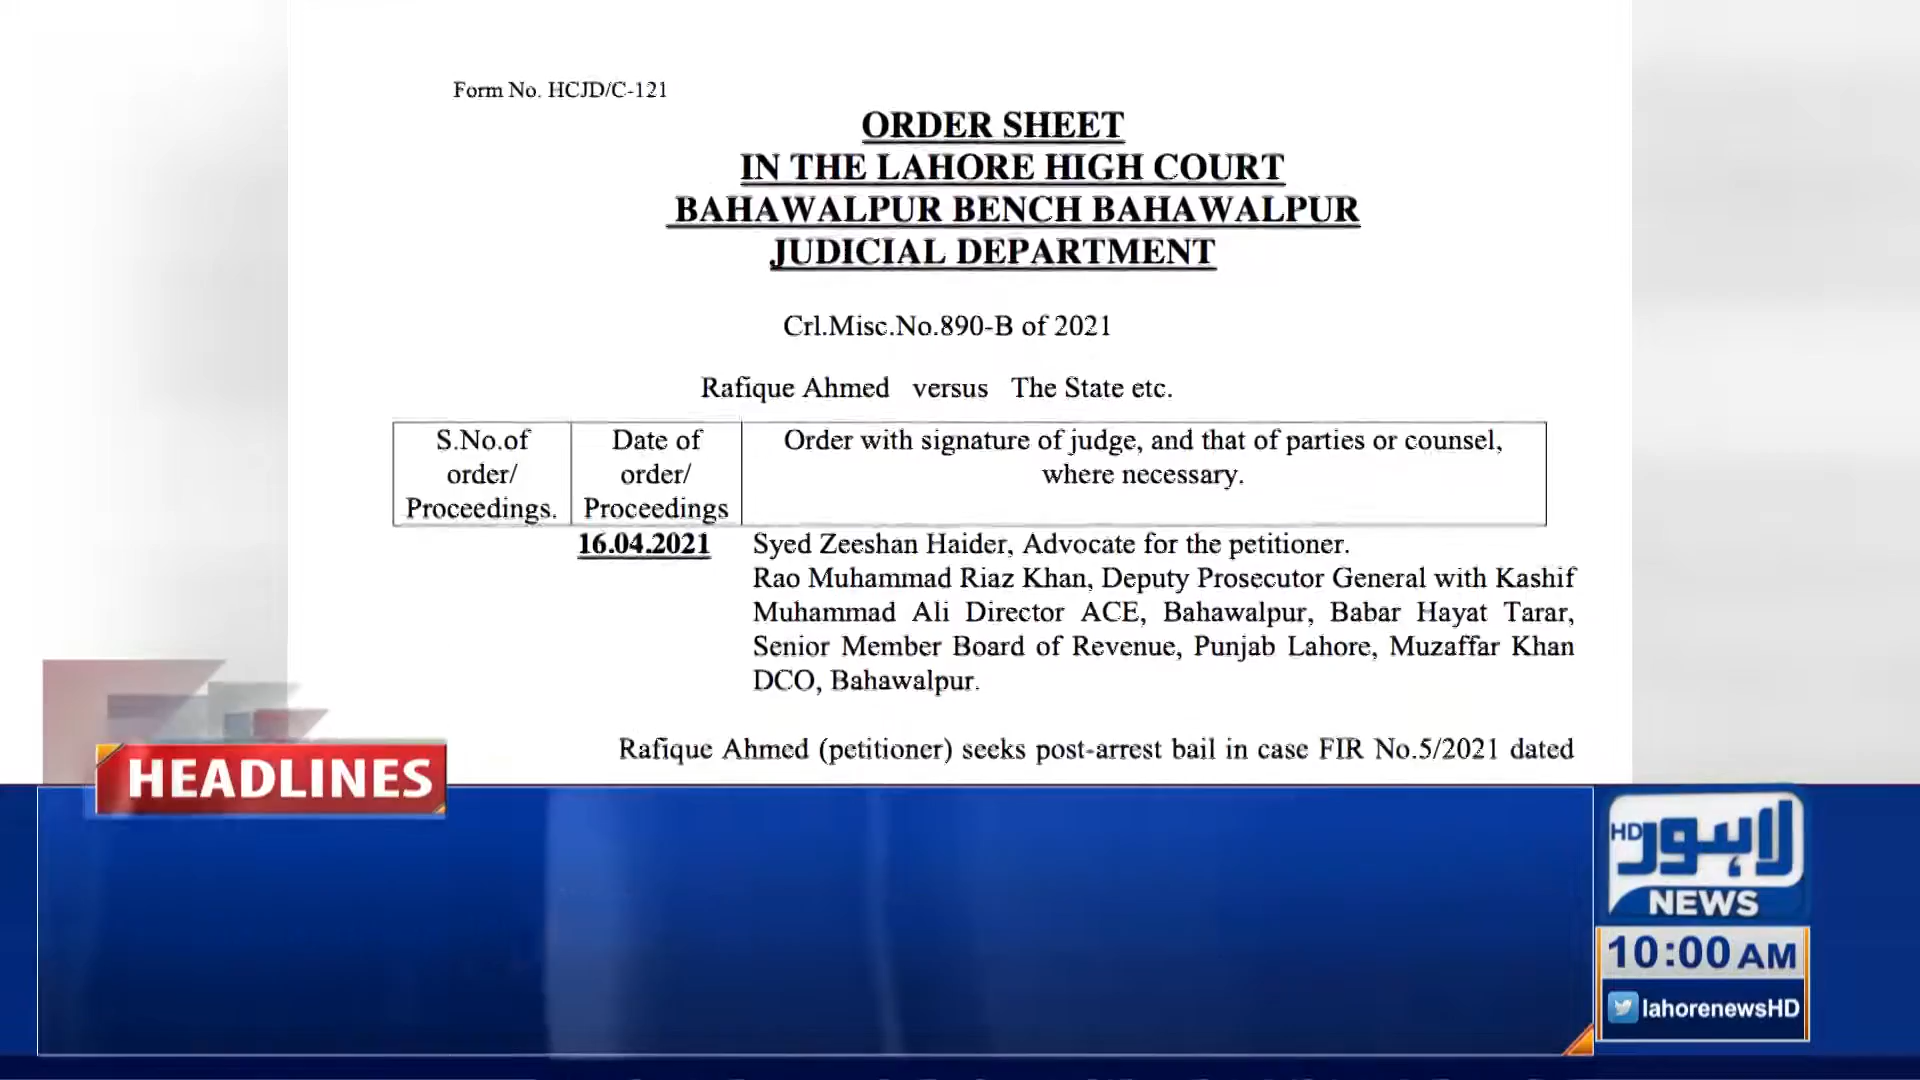 Form No. HCJD/C-121
ORDER SHEET
IN THE LAHORE HIGH COURT
BAHAWALPUR BENCH BAHAWALPUR
JUDICIAL DEPARTMENT
Crl.Misc.No.890-B of 2021
Rafique Ahmed versus The State etc.
S.No.of
order/
Proceedings.
Date of
order/
Proceedings
Order with signature of judge, and that of parties or counsel,
where necessary.
16.04.2021
Syed Zeeshan Haider, Advocate for the petitioner.
Rao Muhammad Riaz Khan, Deputy Prosecutor General with Kashif
Muhammad Ali Director ACE, Bahawalpur, Babar Hayat Tarar,
Senior Member Board of Revenue, Punjab Lahore, Muzaffar Khan
DCO, Bahawalpur.
Rafique Ahmed (petitioner) seeks post-arrest bail in case FIR No.5/2021 dated
HEADLINES
HD
لاہور
NEWS
10:00 AM
lahorenewsHD